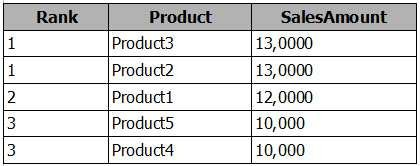 Rank Product SalesAmount
1 Product3 13,0000
1 Product2 13,0000
2 Product1 12,0000
3 Product5 10,000
3 Product4 10,000